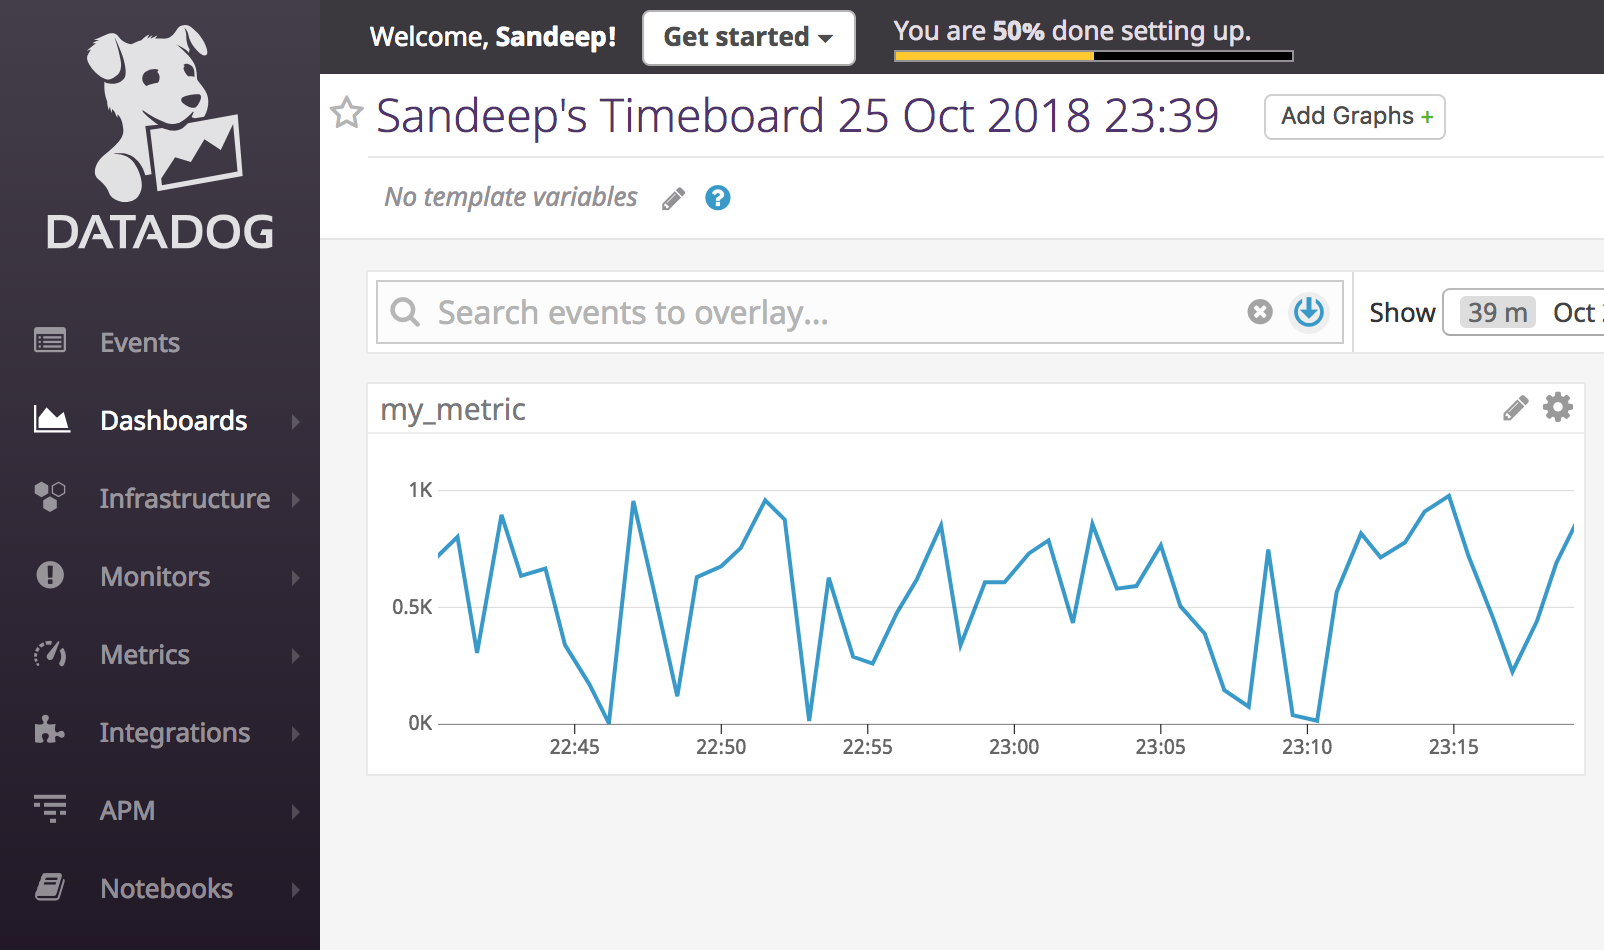 DATADOG
Events
Dashboards
Infrastructure
Monitors
Metrics
Integrations
APM
Notebooks
Welcome, Sandeep!
Get started
You are 50% done setting up.
Sandeep's Timeboard 25 Oct 2018 23:39
Add Graphs +
No template variables
?
Search events to overlay...
Show 39 m Oct
my_metric
1K
0.5K
0K
22:45 22:50 22:55 23:00 23:05 23:10 23:15